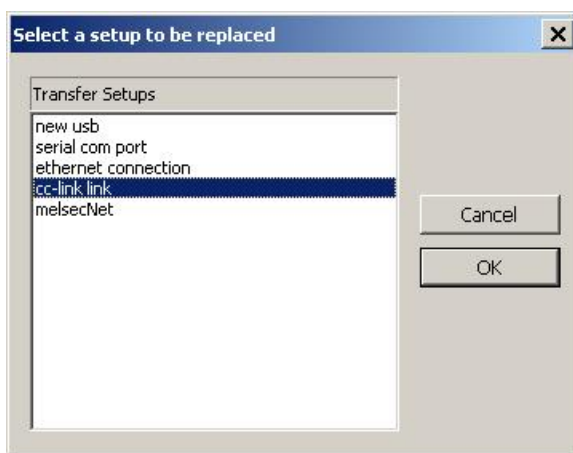 Select a setup to be replaced
Transfer Setups
new usb
serial com port
ethernet connection
cc-link link
melsecNet
Cancel
OK